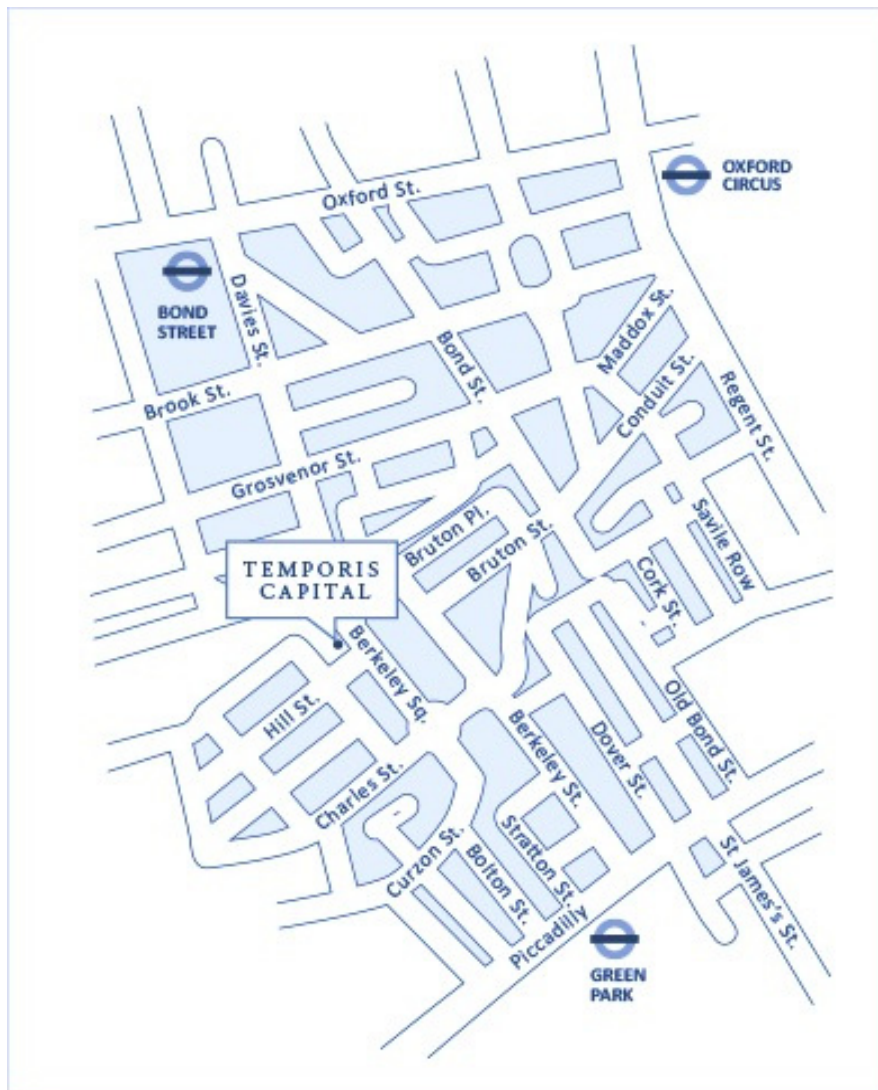 Oxford St.
OXFORD
CIRCUS
BOND
STREET
Davies St.
Bond St.
Maddox St.
Conduit St.
Regent St.
Brook St.
Grosvenor St.
Bruton Pl.
Bruton St.
Savile Row
Cork St.
TEMPORIS
CAPITAL
Berkeley Sq.
Hill St.
Charles St.
Berkeley St.
Dover St.
Old Bond St.
Curzon St.
Bolton St.
Stratton St.
St James's St.
Piccadilly
GREEN
PARK